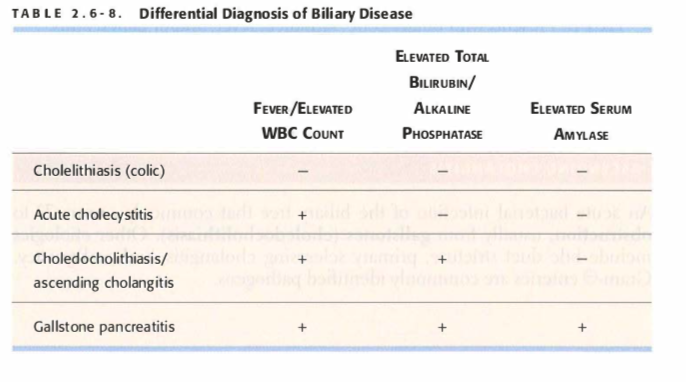 TABLE 2.6-8. Differential Diagnosis of Biliary Disease
ELEVATED TOTAL
BILIRUBIN/
FEVER/ELEVATED ALKALINE ELEVATED SERUM
WBC COUNT PHOSPHATASE AMYLASE
Cholelithiasis (colic) − − −
Acute cholecystitis + − −
Choledocholithiasis/ + + −
ascending cholangitis
Gallstone pancreatitis + + +